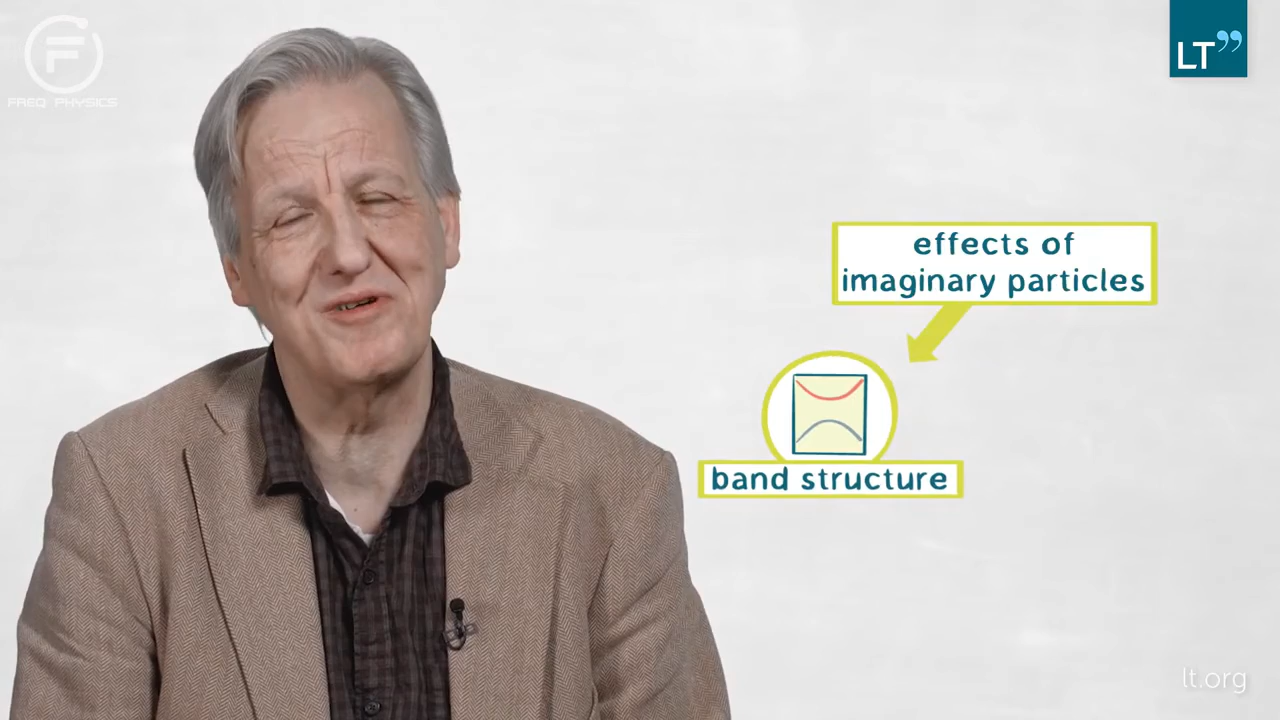 F
FREQ PHYSICS
LT”
effects of
imaginary particles
band structure
lt.org